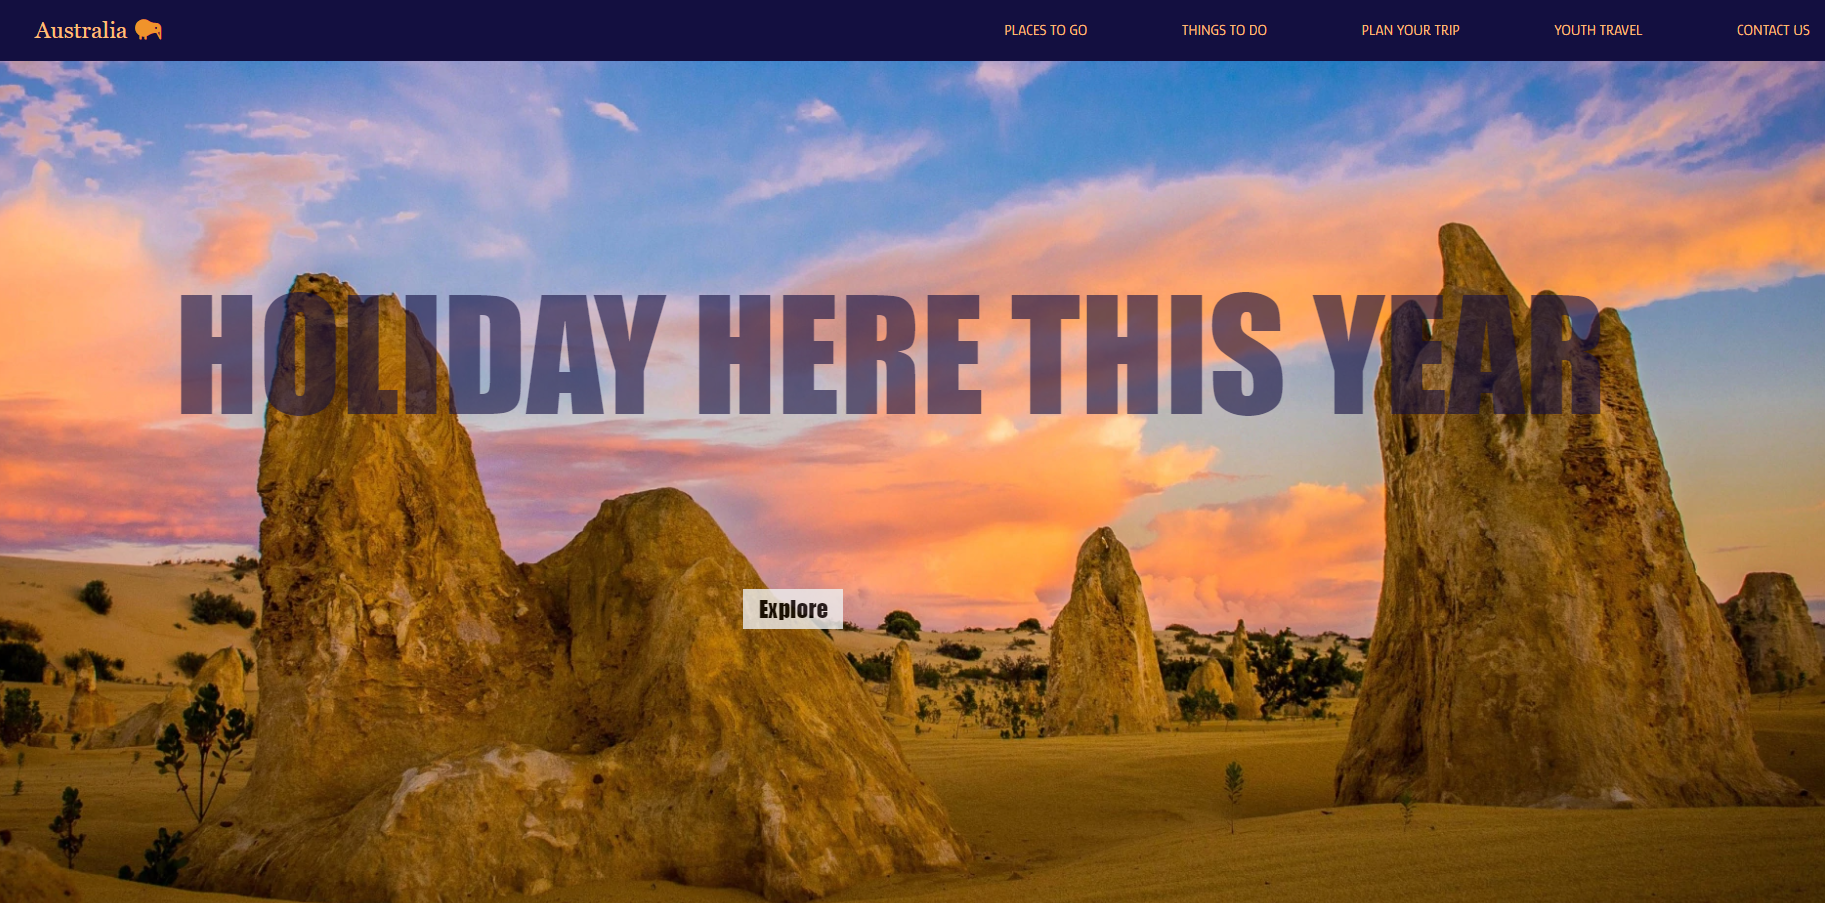 Australia
PLACES TO GO
THINGS TO DO
PLAN YOUR TRIP
YOUTH TRAVEL
CONTACT US
HOLIDAY HERE THIS YEAR
Explore